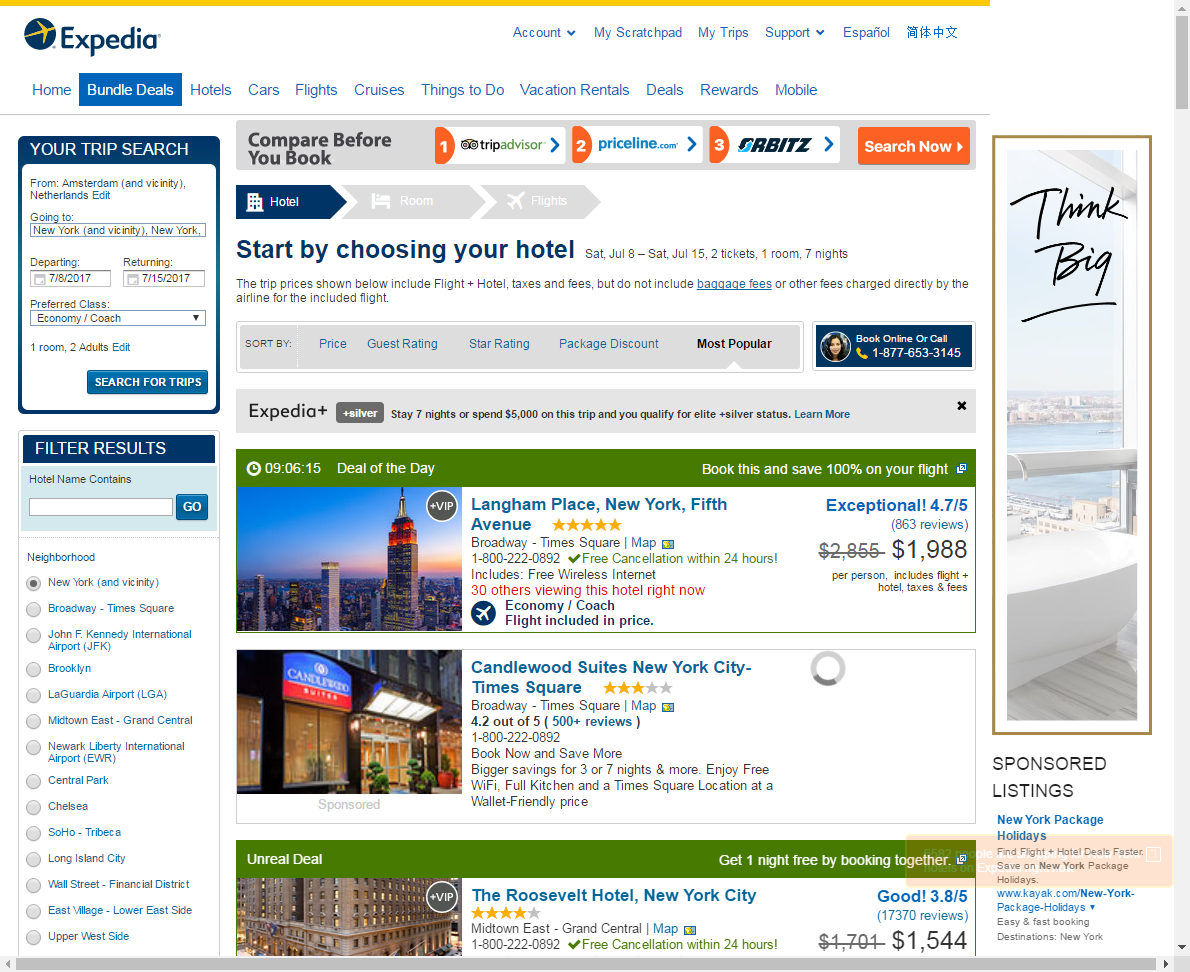 Expedia
Account
My Scratchpad
My Trips
Support
Español
简体中文
Home
Bundle Deals
Hotels
Cars
Flights
Cruises
Things to Do
Vacation Rentals
Deals
Rewards
Mobile
YOUR TRIP SEARCH
From: Amsterdam (and vicinity),
Netherlands Edit
Going to:
New York (and vicinity), New York,
Departing:
Returning:
7/8/2017
7/15/2017
Preferred Class:
Economy / Coach
1 room, 2 Adults Edit
SEARCH FOR TRIPS
FILTER RESULTS
Hotel Name Contains
GO
Neighborhood
New York (and vicinity)
Broadway - Times Square
John F. Kennedy International
Airport (JFK)
Brooklyn
LaGuardia Airport (LGA)
Midtown East - Grand Central
Newark Liberty International
Airport (EWR)
Central Park
Chelsea
SoHo - Tribeca
Long Island City
Wall Street - Financial District
East Village - Lower East Side
Upper West Side
Compare Before
You Book
1 tripadvisor
2 priceline.com
3 ORBITZ
Search Now
Hotel
Room
Flights
Start by choosing your hotel Sat, Jul 8 – Sat, Jul 15, 2 tickets, 1 room, 7 nights
The trip prices shown below include Flight + Hotel, taxes and fees, but do not include baggage fees or other fees charged directly by the
airline for the included flight.
SORT BY:
Price
Guest Rating
Star Rating
Package Discount
Most Popular
Book Online Or Call
1-877-653-3145
Expedia+ +silver Stay 7 nights or spend $5,000 on this trip and you qualify for elite +silver status. Learn More
09:06:15 Deal of the Day
Book this and save 100% on your flight
+VIP
Langham Place, New York, Fifth
Avenue
Broadway - Times Square | Map
1-800-222-0892 Free Cancellation within 24 hours!
Includes: Free Wireless Internet
30 others viewing this hotel right now
Economy / Coach
Flight included in price.
Exceptional! 4.7/5
(863 reviews)
$2,855 $1,988
per person, includes flight +
hotel, taxes & fees
CANDLEWOOD
SUITES
Sponsored
Candlewood Suites New York City-
Times Square
Broadway - Times Square | Map
4.2 out of 5 ( 500+ reviews )
1-800-222-0892
Book Now and Save More
Bigger savings for 3 or 7 nights & more. Enjoy Free
WiFi, Full Kitchen and a Times Square Location at a
Wallet-Friendly price
Unreal Deal
Get 1 night free by booking together.
+VIP
The Roosevelt Hotel, New York City
Midtown East - Grand Central | Map
1-800-222-0892 Free Cancellation within 24 hours!
Good! 3.8/5
(17370 reviews)
$1,701 $1,544
Think
Big
SPONSORED
LISTINGS
New York Package
Holidays
Find Flight + Hotel Deals Faster.
Save on New York Package
Holidays.
www.kayak.com/New-York-
Package-Holidays
Easy & fast booking
Destinations: New York
6582 people
hotels on Exp